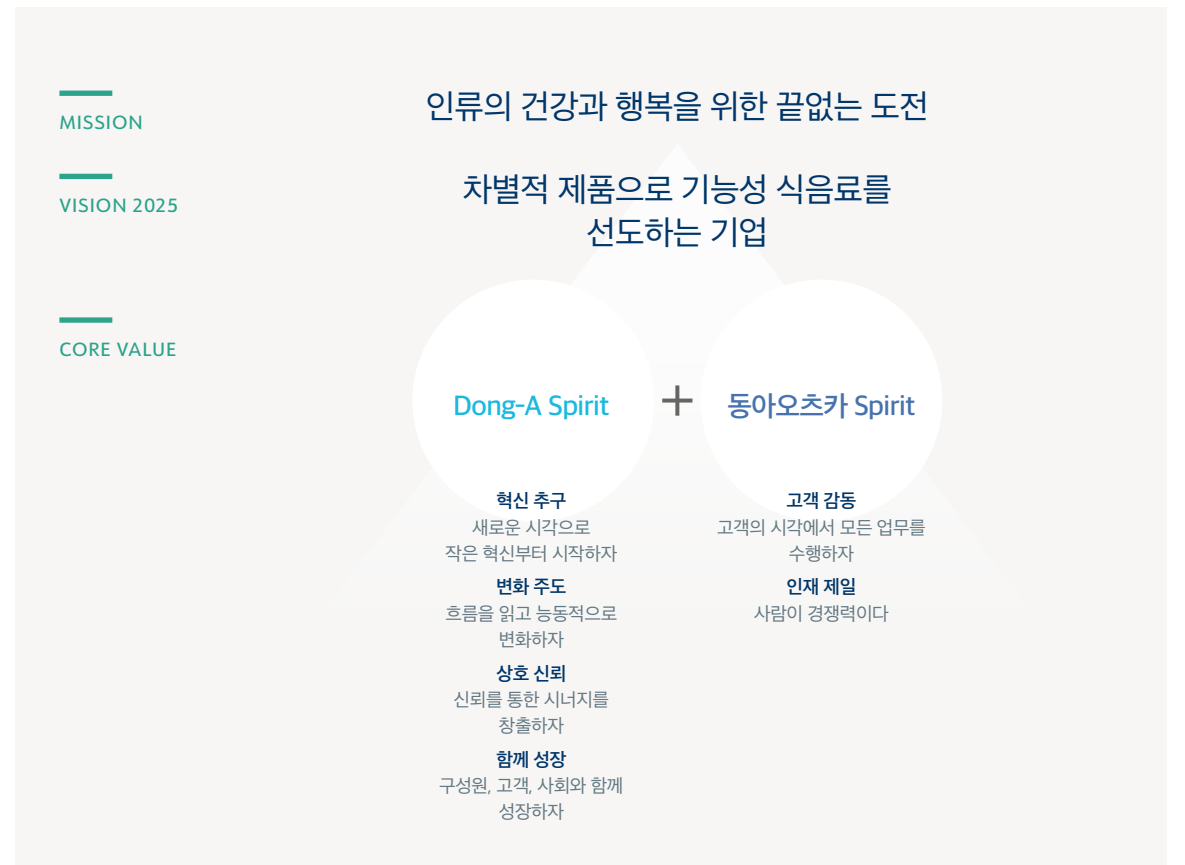 MISSION
인류의 건강과 행복을 위한 끝없는 도전
VISION 2025
차별적 제품으로 기능성 식음료를
선도하는 기업
CORE VALUE
Dong-A Spirit
+
동아오츠카 Spirit
혁신 추구
새로운 시각으로
작은 혁신부터 시작하자
변화 주도
흐름을 읽고 능동적으로
변화하자
상호 신뢰
신뢰를 통한 시너지를
창출하자
함께 성장
구성원, 고객, 사회와 함께
성장하자
고객 감동
고객의 시각에서 모든 업무를
수행하자
인재 제일
사람이 경쟁력이다